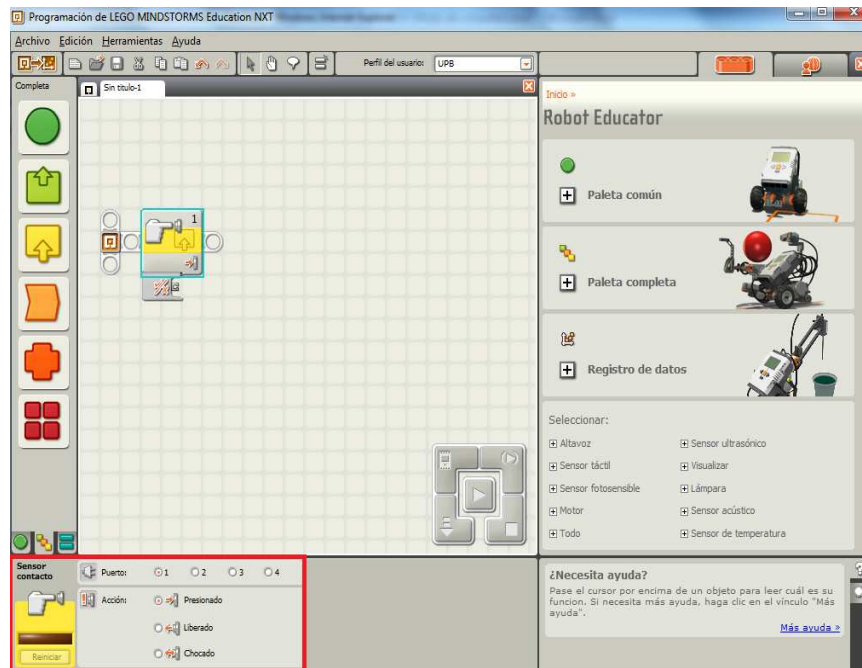 Programación de LEGO MINDSTORMS Education NXT
Archivo Edición Herramientas Ayuda
Perfil del usuario: UPB
Completa
Sin titulo-1
1
Inicio »
Robot Educator
Paleta común
Paleta completa
Registro de datos
Seleccionar:
Altavoz
Sensor ultrasónico
Sensor táctil
Visualizar
Sensor fotosensible
Lámpara
Motor
Sensor acústico
Todo
Sensor de temperatura
Sensor contacto
Puerto: 1 2 3 4
Acción: Presionado
Liberado
Chocado
Reiniciar
¿Necesita ayuda?
Pase el cursor por encima de un objeto para leer cuál es su
funcion. Si necesita más ayuda, haga clic en el vínculo "Más
ayuda".
Más ayuda »